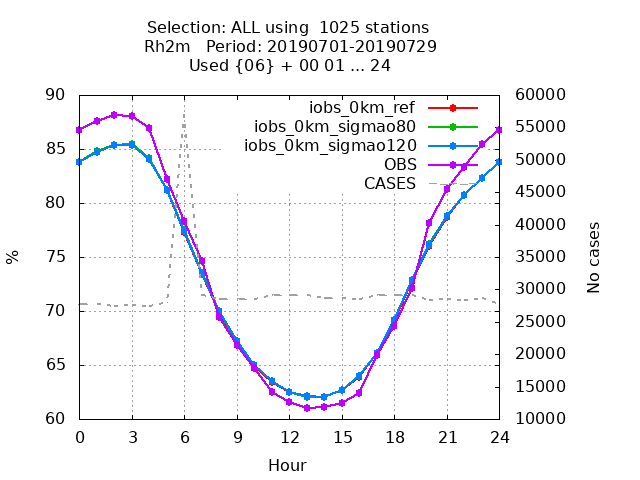 Selection: ALL using  1025 stations
Rh2m   Period: 20190701-20190729
Used {06} + 00 01 ... 24
90
85
80
75
70
65
60
60000
55000
50000
45000
40000
35000
30000
25000
20000
15000
10000
iobs_0km_ref
iobs_0km_sigmao80
iobs_0km_sigmao120
OBS
CASES
%
No cases
0 3 6 9 12 15 18 21 24
Hour